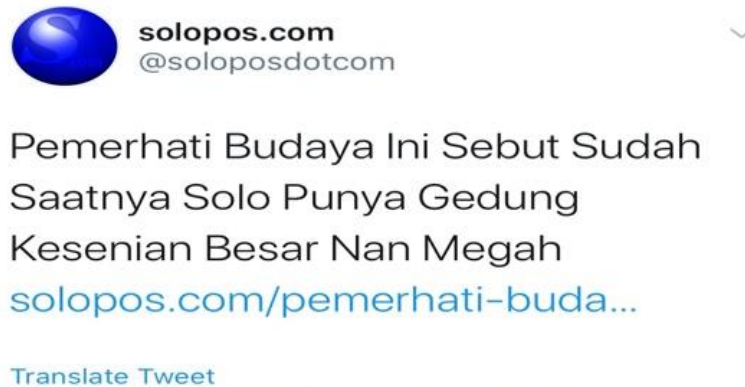 solopos.com
@soloposdotcom
Pemerhati Budaya Ini Sebut Sudah
Saatnya Solo Punya Gedung
Kesenian Besar Nan Megah
solopos.com/pemerhati-buda...
Translate Tweet